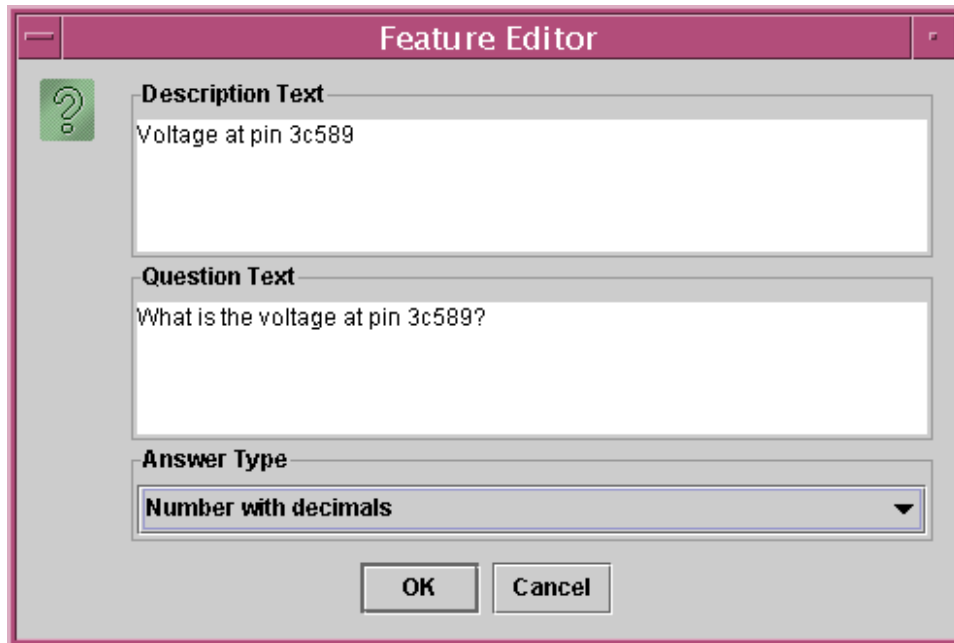 Feature Editor
Description Text
Voltage at pin 3c589
Question Text
What is the voltage at pin 3c589?
Answer Type
Number with decimals
OK Cancel